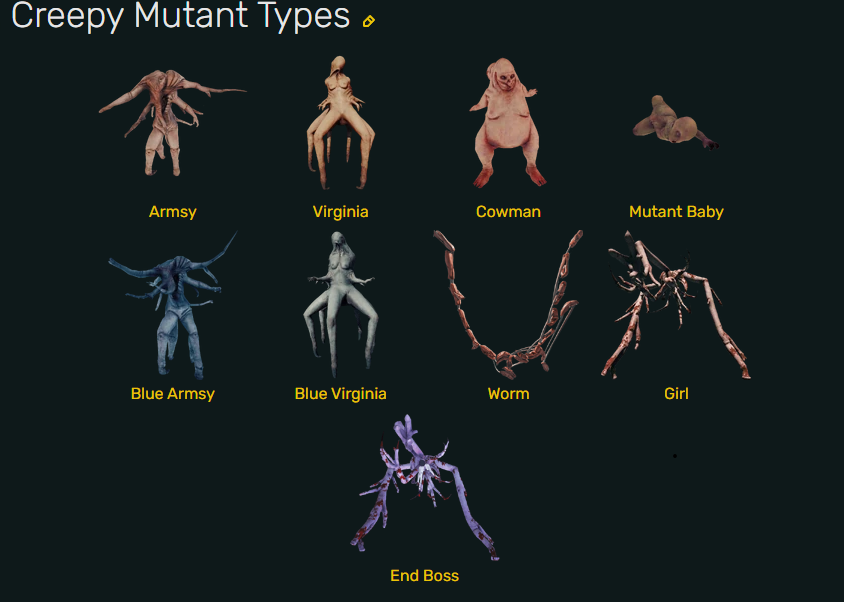 Creepy Mutant Types
Armsy Virginia Cowman Mutant Baby
Blue Armsy Blue Virginia Worm Girl
End Boss